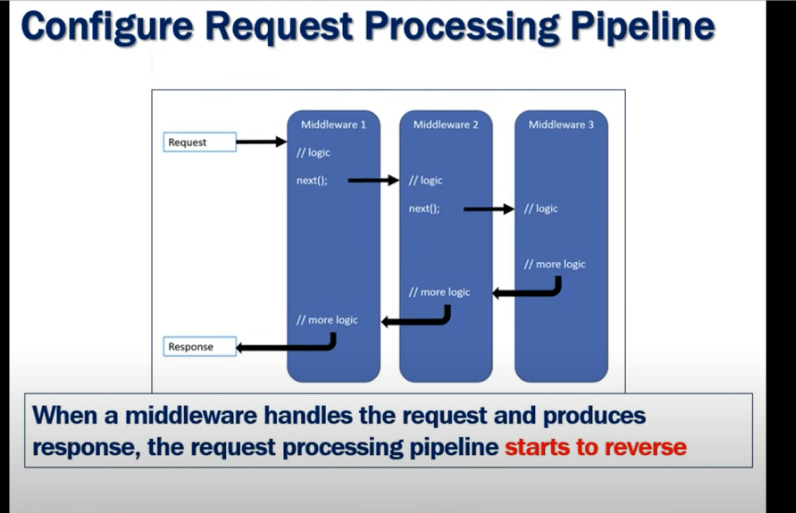 Configure Request Processing Pipeline
Middleware 1
Middleware 2
Middleware 3
Request
// logic
next();
// logic
next();
// logic
// more logic
// more logic
// more logic
Response
When a middleware handles the request and produces
response, the request processing pipeline starts to reverse